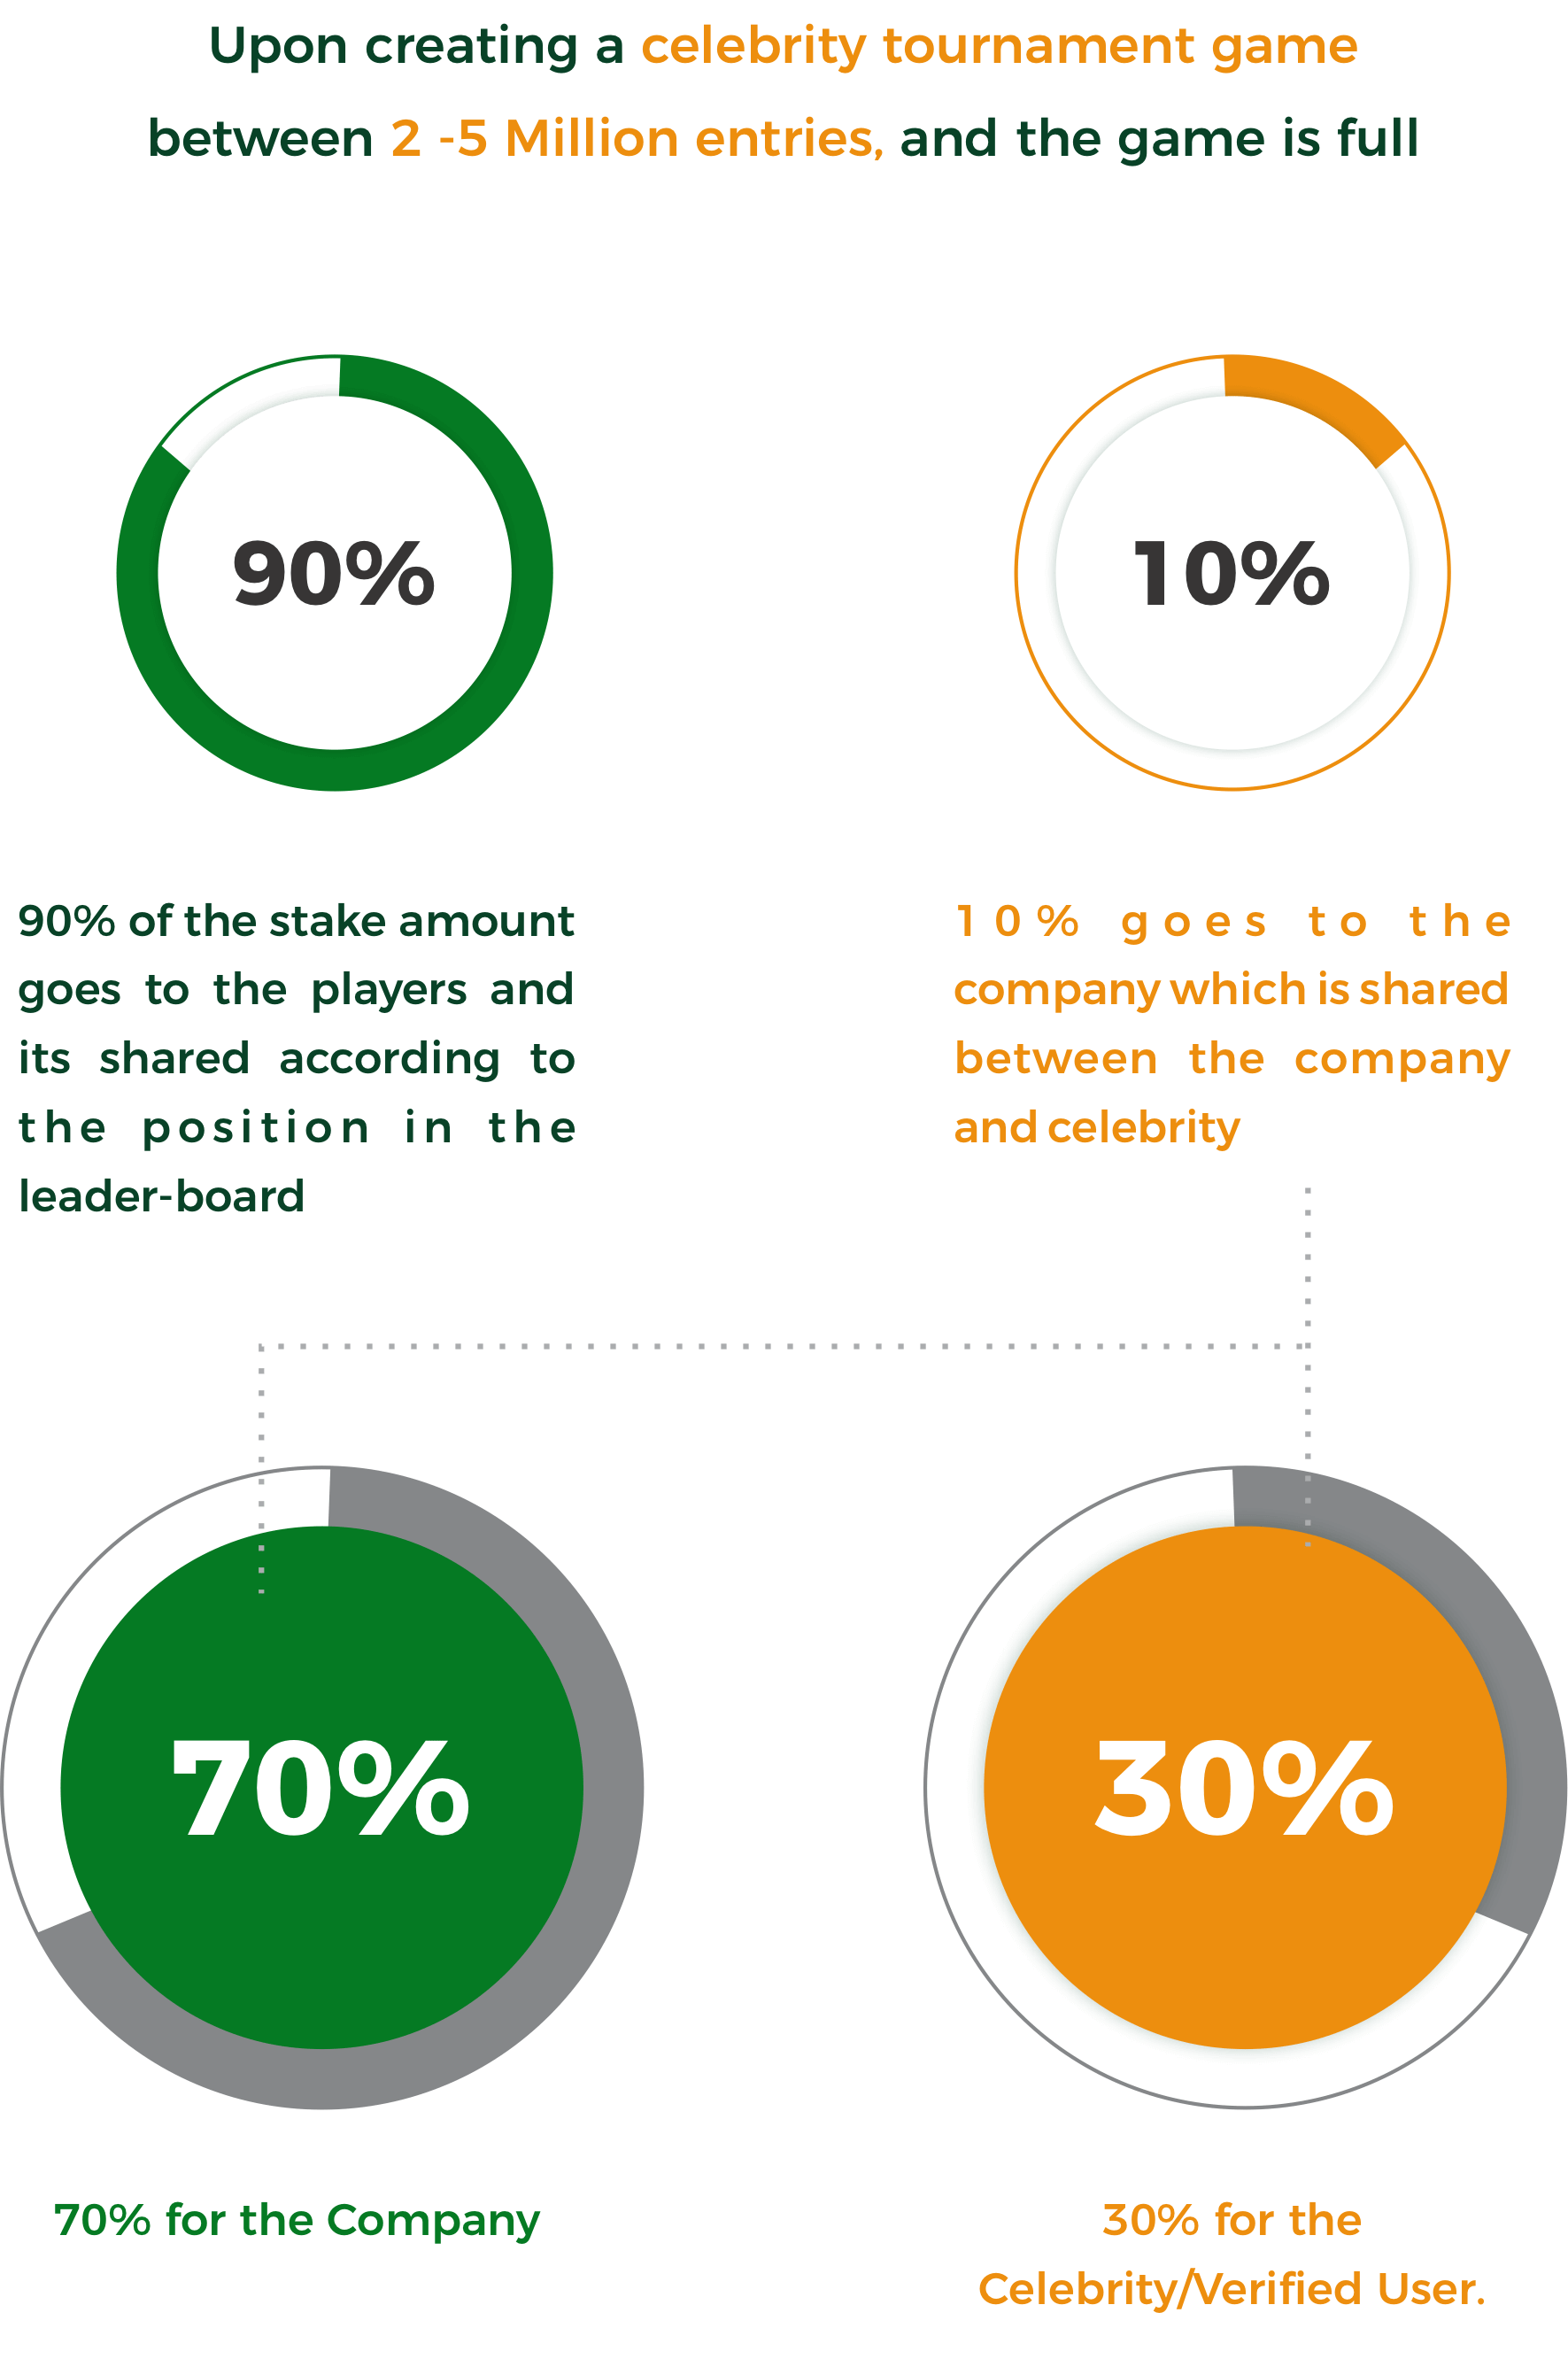 Upon creating a celebrity tournament game
between 2 -5 Million entries, and the game is full
90%
10%
90% of the stake amount
goes to the players and
its shared according to
the position in the
leader-board
10% goes to the
company which is shared
between the company
and celebrity
70%
30%
70% for the Company
30% for the
Celebrity/Verified User.